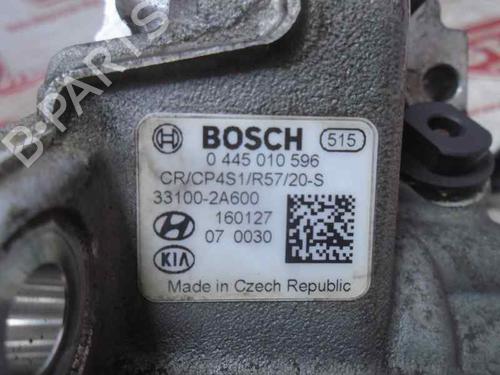 BOSCH 515
0 445 010 596
CR/CP4S1/R57/20-S
33100-2A600
160127
07 0030
KIA
Made in Czech Republic
B-PARTS